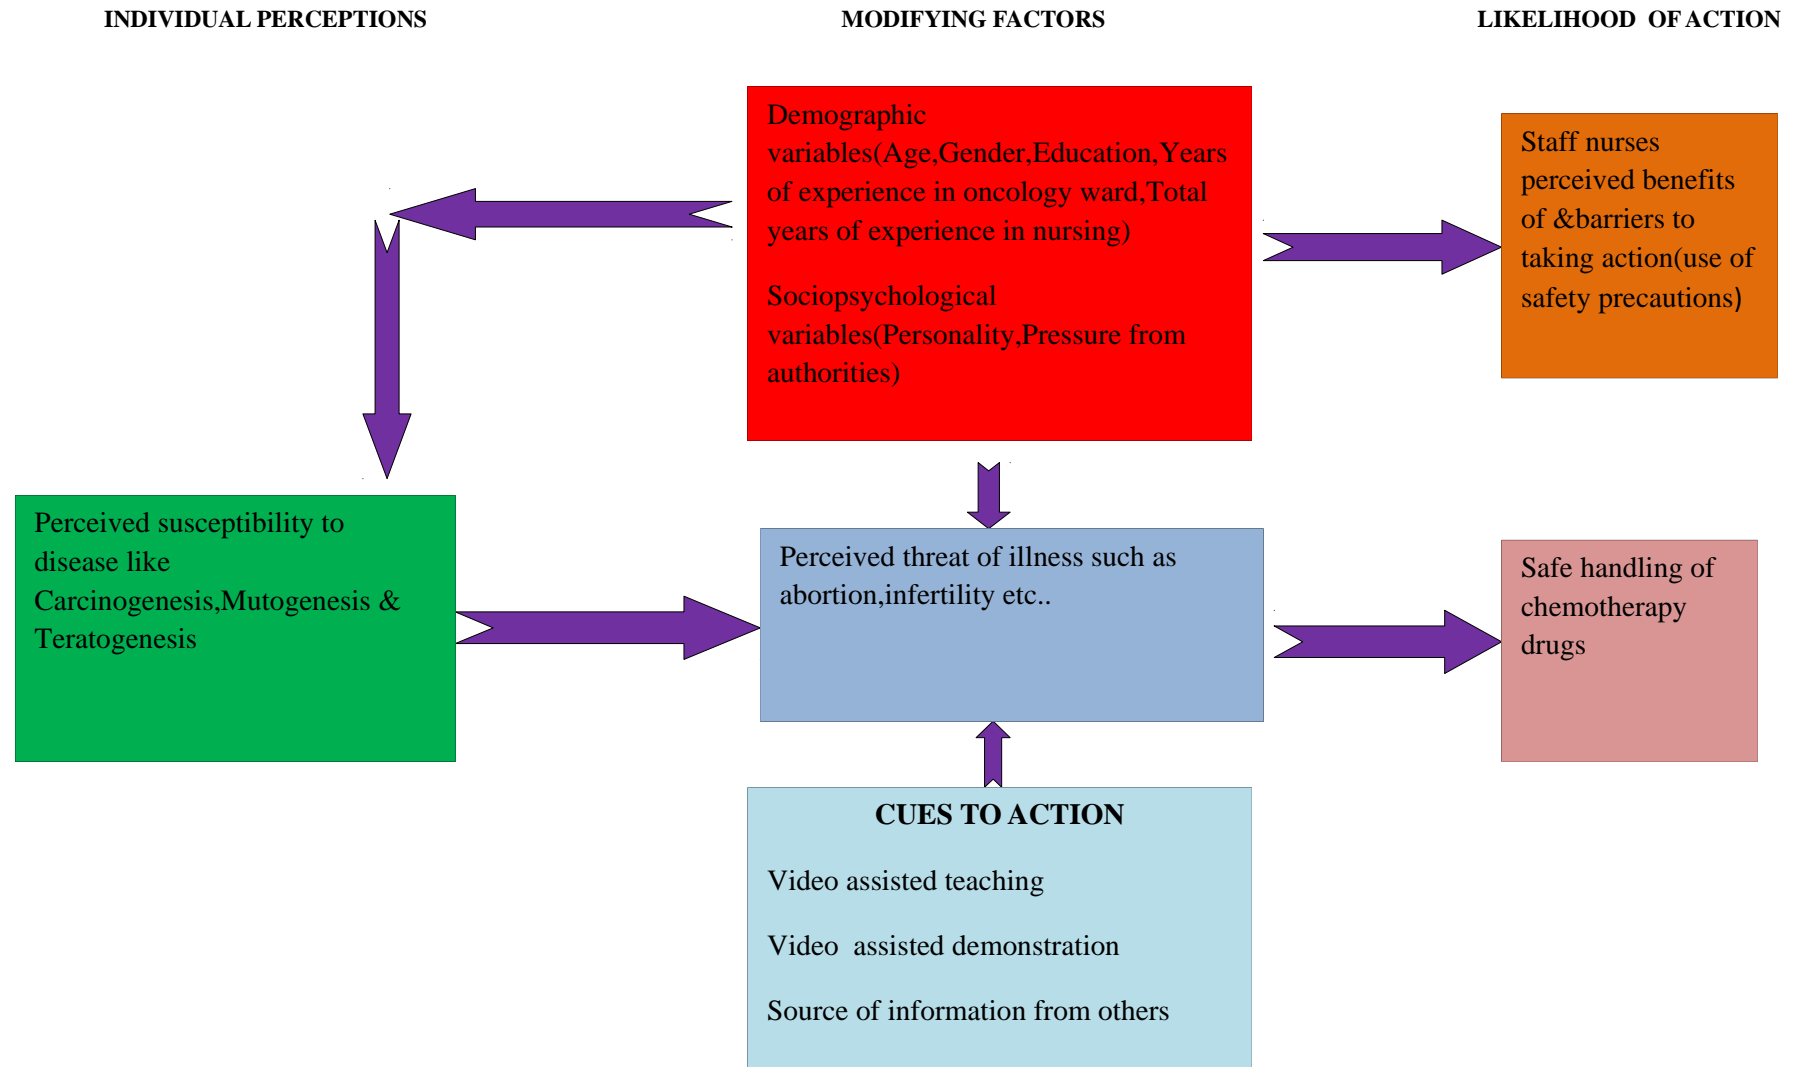 INDIVIDUAL PERCEPTIONS
MODIFYING FACTORS
LIKELIHOOD OF ACTION
Demographic
variables(Age,Gender,Education,Years
of experience in oncology ward,Total
years of experience in nursing)
Sociopsychological
variables(Personality,Pressure from
authorities)
Staff nurses
perceived benefits
of &barriers to
taking action(use of
safety precautions)
Perceived susceptibility to
disease like
Carcinogenesis,Mutogenesis &
Teratogenesis
Perceived threat of illness such as
abortion,infertility etc..
Safe handling of
chemotherapy
drugs
CUES TO ACTION
Video assisted teaching
Video assisted demonstration
Source of information from others